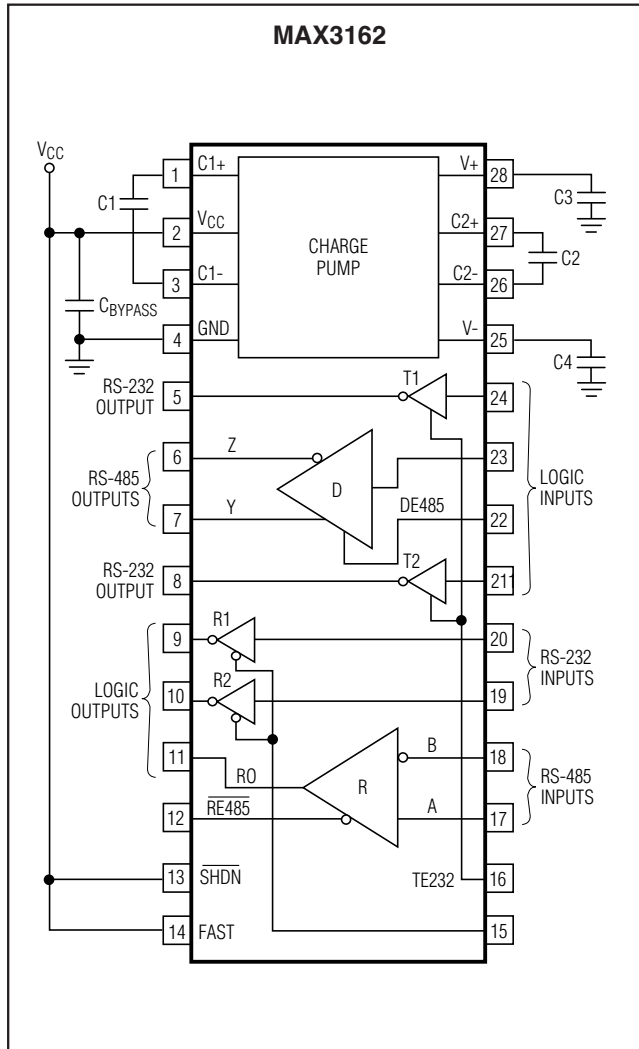 MAX3162
VCC
C1
CBYPASS
1 C1+
2 VCC
3 C1-
4 GND
CHARGE
PUMP
V+ 28
C2+ 27
C2- 26
V- 25
C3
C2
C4
RS-232
OUTPUT
5
T1
24
RS-485
OUTPUTS
6
Z
7
Y
D
23
DE485
22
LOGIC
INPUTS
RS-232
OUTPUT
8
T2
211
LOGIC
OUTPUTS
9
R1
20
10
R2
19
RS-232
INPUTS
11
RO
R
B
18
12
RE485
A
17
RS-485
INPUTS
13
SHDN
TE232
16
14
FAST
15